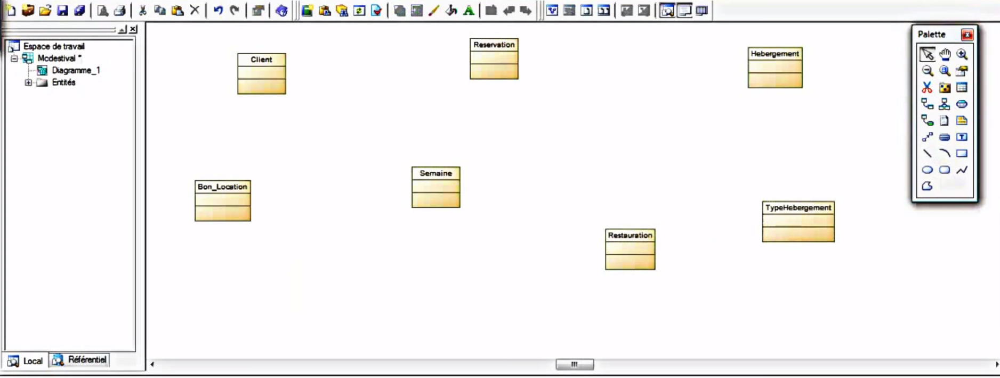 Espace de travail
Mcdestival *
Diagramme_1
Entités
Local
Référentiel
Client
Reservation
Hebergement
Bon_Location
Semaine
Restauration
TypeHebergement
Palette